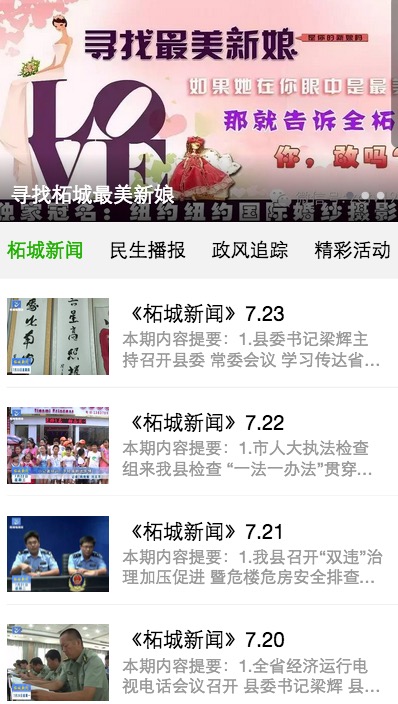 寻找最美新娘
LOVE
如果她在你眼中是最美
那就告诉全柘
你，敢吗?
寻找柘城最美新娘
独家冠名：纽约纽约国际婚纱摄影
柘城新闻 民生播报 政风追踪 精彩活动
《柘城新闻》7.23
本期内容提要：1.县委书记梁辉主
持召开县委 常委会议 学习传达省…
《柘城新闻》7.22
本期内容提要：1.市人大执法检查
组来我县检查 “一法一办法”贯穿…
《柘城新闻》7.21
本期内容提要：1.我县召开“双违”治
理加压促进 暨危楼危房安全排查…
《柘城新闻》7.20
本期内容提要：1.全省经济运行电
视电话会议召开 县委书记梁辉 县…